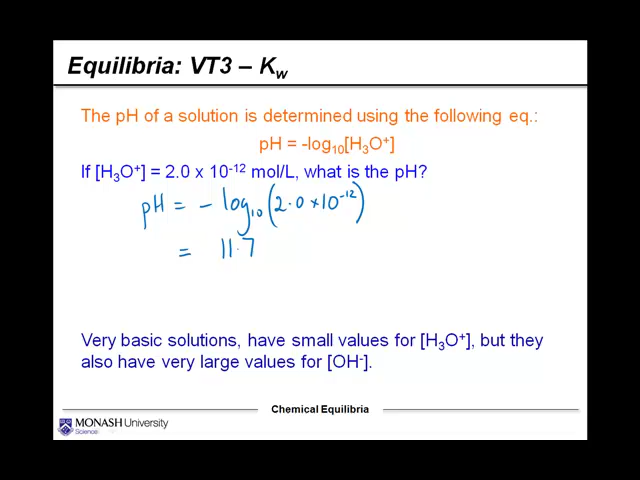 Equilibria: VT3 – Kw
The pH of a solution is determined using the following eq.:
pH = -log₁₀[H₃O⁺]
If [H₃O⁺] = 2.0 x 10⁻¹² mol/L, what is the pH?
pH = - log₁₀ (2.0 x 10⁻¹²)
= 11.7
Very basic solutions, have small values for [H₃O⁺], but they
also have very large values for [OH⁻].
Chemical Equilibria
MONASH University
Science